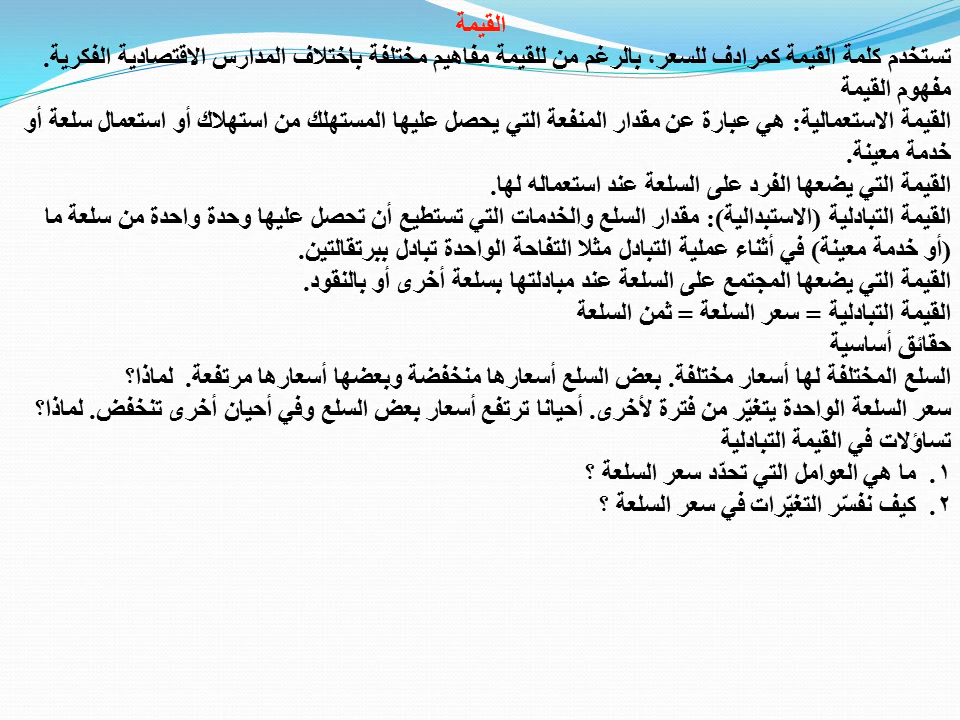 القيمة
تستخدم كلمة القيمة كمرادف للسعر، بالرغم من للقيمة مفاهيم مختلفة باختلاف المدارس الاقتصادية الفكرية.
مفهوم القيمة
القيمة الاستعمالية: هي عبارة عن مقدار المنفعة التي يحصل عليها المستهلك من استهلاك أو استعمال سلعة أو
خدمة معينة.
القيمة التي يضعها الفرد على السلعة عند استعماله لها.
القيمة التبادلية (الاستبدالية): مقدار السلع والخدمات التي تستطيع أن تحصل عليها وحدة واحدة من سلعة ما
(أو خدمة معينة) في أثناء عملية التبادل مثلا التفاحة الواحدة تبادل ببرتقالتين.
القيمة التي يضعها المجتمع على السلعة عند مبادلتها بسلعة أخرى أو بالنقود.
القيمة التبادلية = سعر السلعة = ثمن السلعة
حقائق أساسية
السلع المختلفة لها أسعار مختلفة. بعض السلع أسعارها منخفضة وبعضها أسعارها مرتفعة. لماذا؟
سعر السلعة الواحدة يتغيّر من فترة لأخرى. أحيانا ترتفع أسعار بعض السلع وفي أحيان أخرى تنخفض. لماذا؟
تساؤلات في القيمة التبادلية
١. ما هي العوامل التي تحدّد سعر السلعة ؟
٢. كيف نفسّر التغيّرات في سعر السلعة ؟